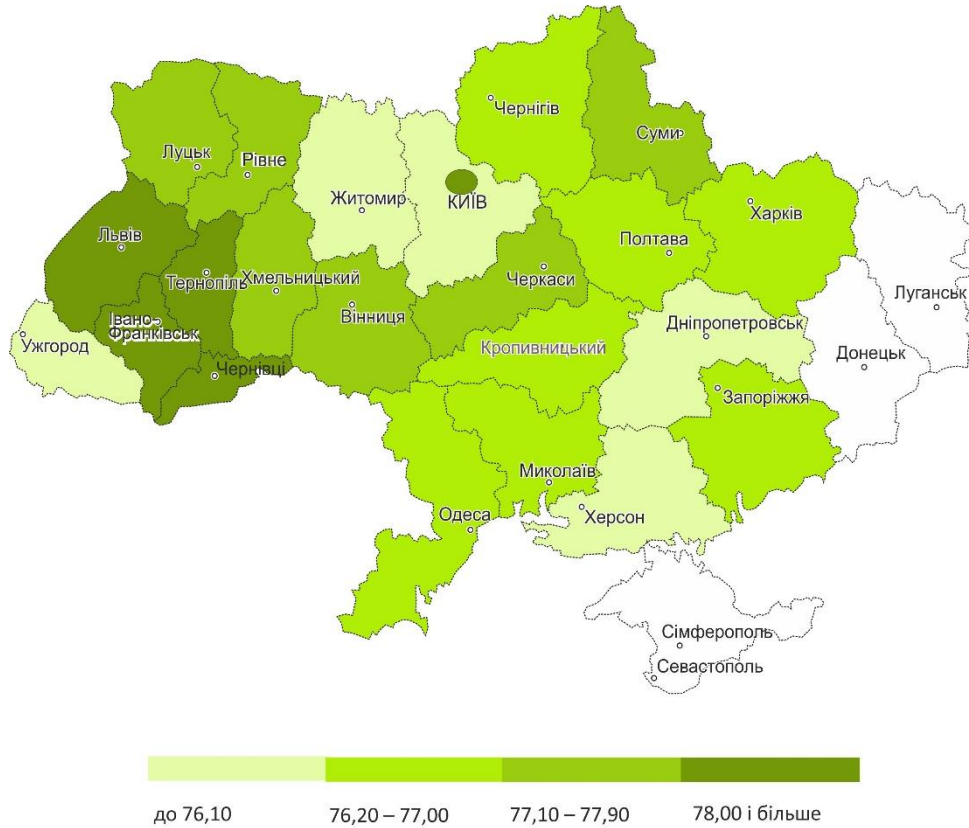 Чернігів
Суми
Луцьк
Рівне
Житомир
КИЇВ
Харків
Полтава
Львів
Тернопіль
Хмельницький
Черкаси
Луганськ
Вінниця
Івано-
Франківськ
Дніпропетровськ
Ужгород
Кропивницький
Донецьк
Чернівці
Запоріжжя
Миколаїв
Одеса
Херсон
Сімферополь
Севастополь
до 76,10
76,20 – 77,00
77,10 – 77,90
78,00 і більше